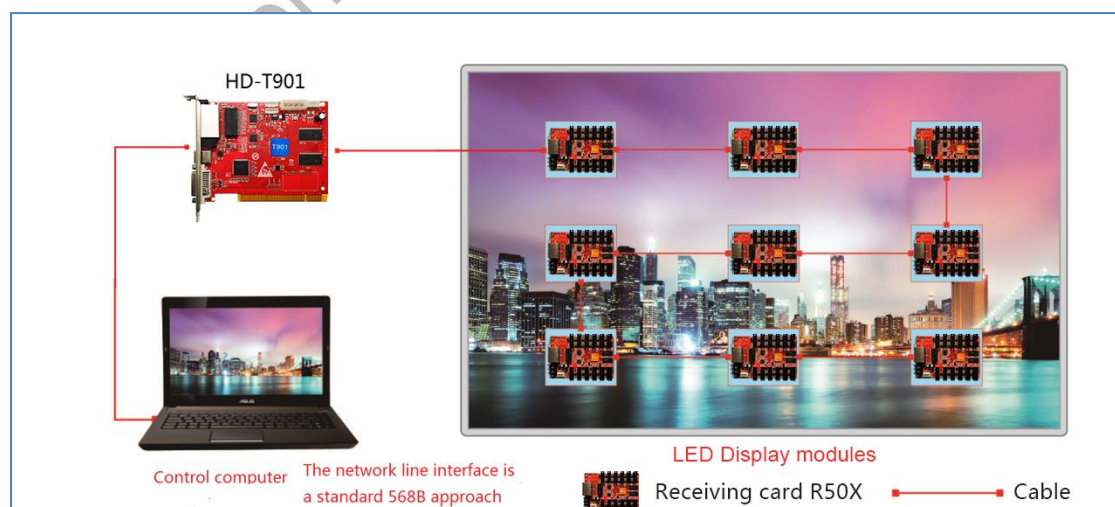 HD-T901
T901
Control computer
The network line interface is
a standard 568B approach
LED Display modules
Receiving card R50X
Cable